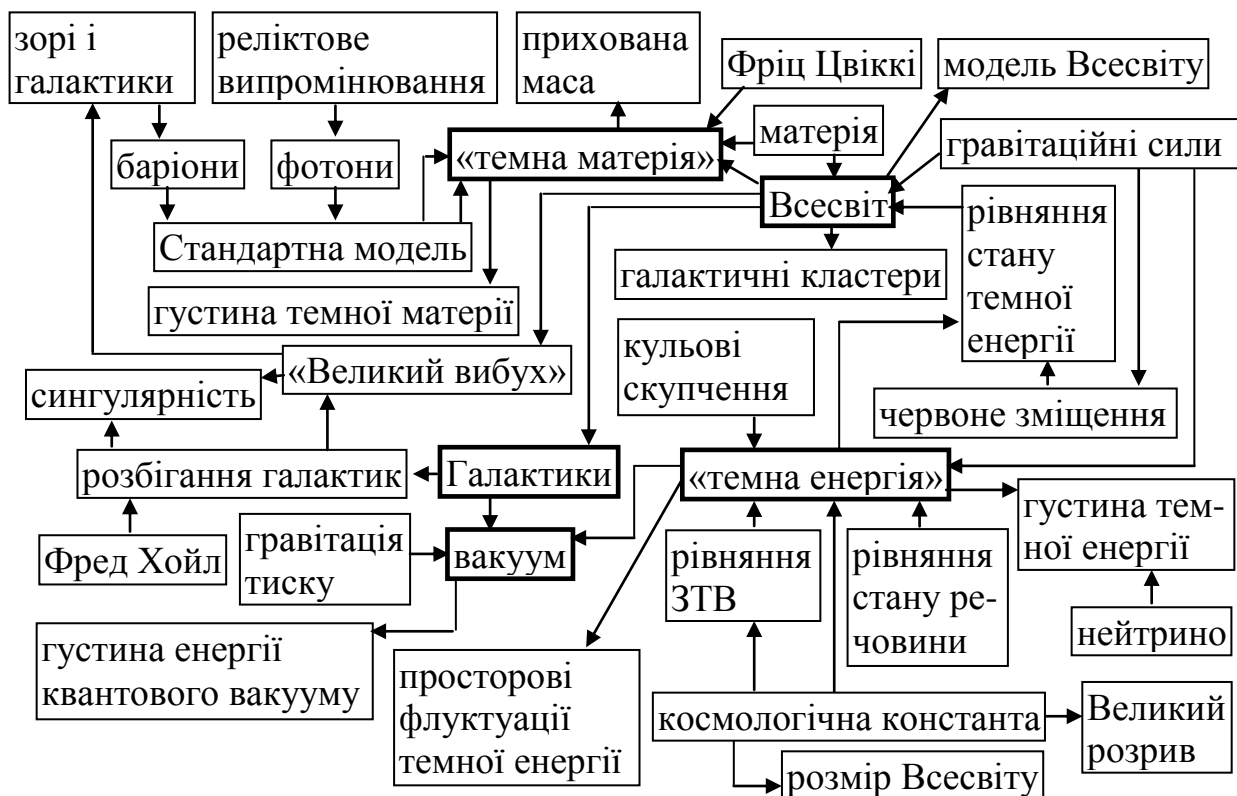 зорі і
галактики
реліктове
випромінювання
прихована
маса
Фріц Цвіккі
модель Всесвіту
матерія
гравітаційні сили
баріони
фотони
«темна матерія»
Всесвіт
рівняння
стану
темної
енергії
Стандартна модель
галактичні кластери
густина темної матерії
кульові
скупчення
«Великий вибух»
сингулярність
червоне зміщення
розбігання галактик
Галактики
«темна енергія»
густина тем-
ної енергії
Фред Хойл
гравітація
тиску
вакуум
рівняння
ЗТВ
рівняння
стану ре-
човини
нейтрино
густина енергії
квантового вакууму
просторові
флуктуації
темної енергії
космологічна константа
Великий
розрив
розмір Всесвіту